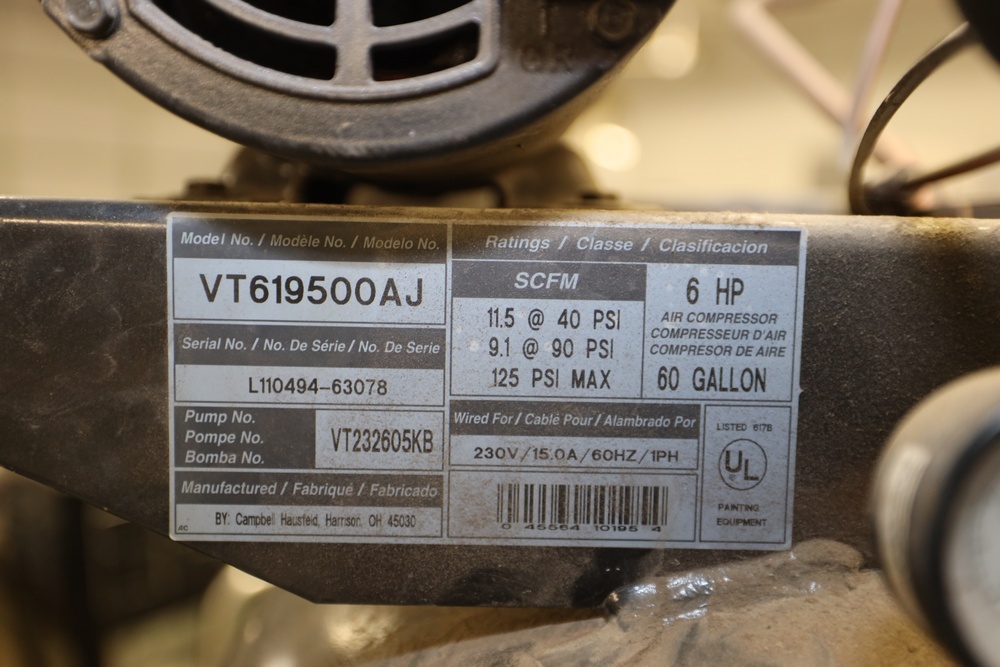 Model No. / Modèle No. / Modelo No.
VT619500AJ
Serial No. / No. De Série / No. De Serie
L110494-63078
Pump No.
Pompe No.
Bomba No.
VT232605KB
Manufactured / Fabriqué / Fabricado
BY: Campbell Hausfeld, Harrison, OH 45030
Ratings / Classe / Clasificacion
SCFM
11.5 @ 40 PSI
9.1 @ 90 PSI
125 PSI MAX
6 HP
AIR COMPRESSOR
COMPRESSEUR D'AIR
COMPRESOR DE AIRE
60 GALLON
Wired For / Cablé Pour / Alambrado Por
230V/15.0A/60HZ/1PH
0 45564 10195 4
LISTED 617B
UL
PAINTING
EQUIPMENT